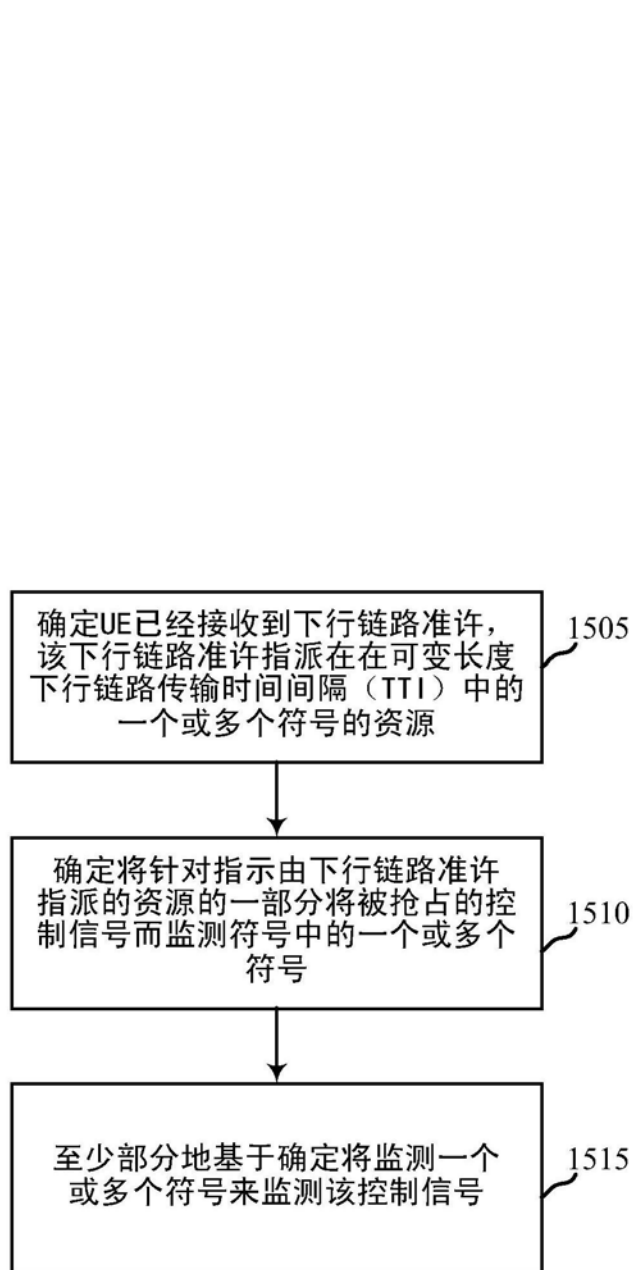 确定UE已经接收到下行链路准许，
该下行链路准许指派在在可变长度
下行链路传输时间间隔（TTI）中的
一个或多个符号的资源
1505
确定将针对指示由下行链路准许
指派的资源的一部分将被抢占的控
制信号而监测符号中的一个或多个
符号
1510
至少部分地基于确定将监测一个
或多个符号来监测该控制信号
1515